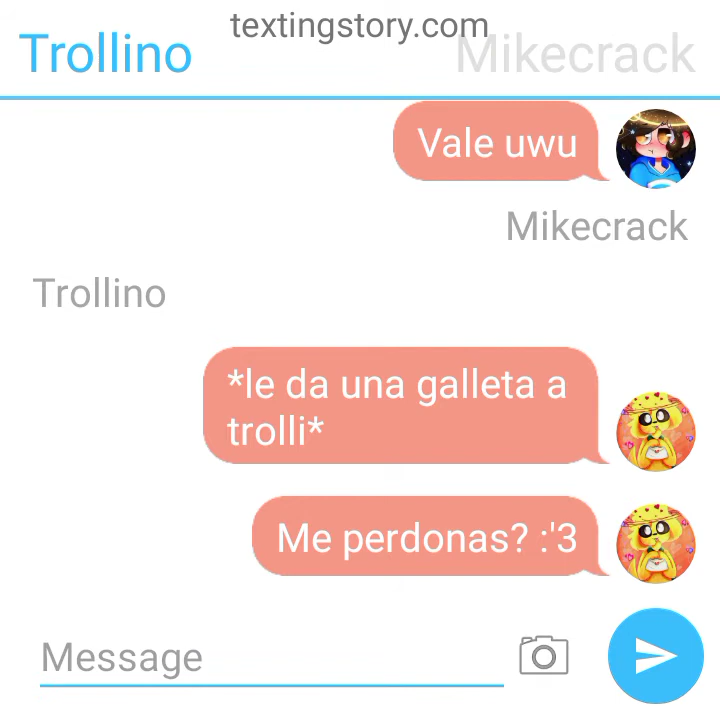 textingstory.com
Trollino
Mikecrack
Vale uwu
Mikecrack
Trollino
*le da una galleta a
trolli*
Me perdonas? :'3
Message